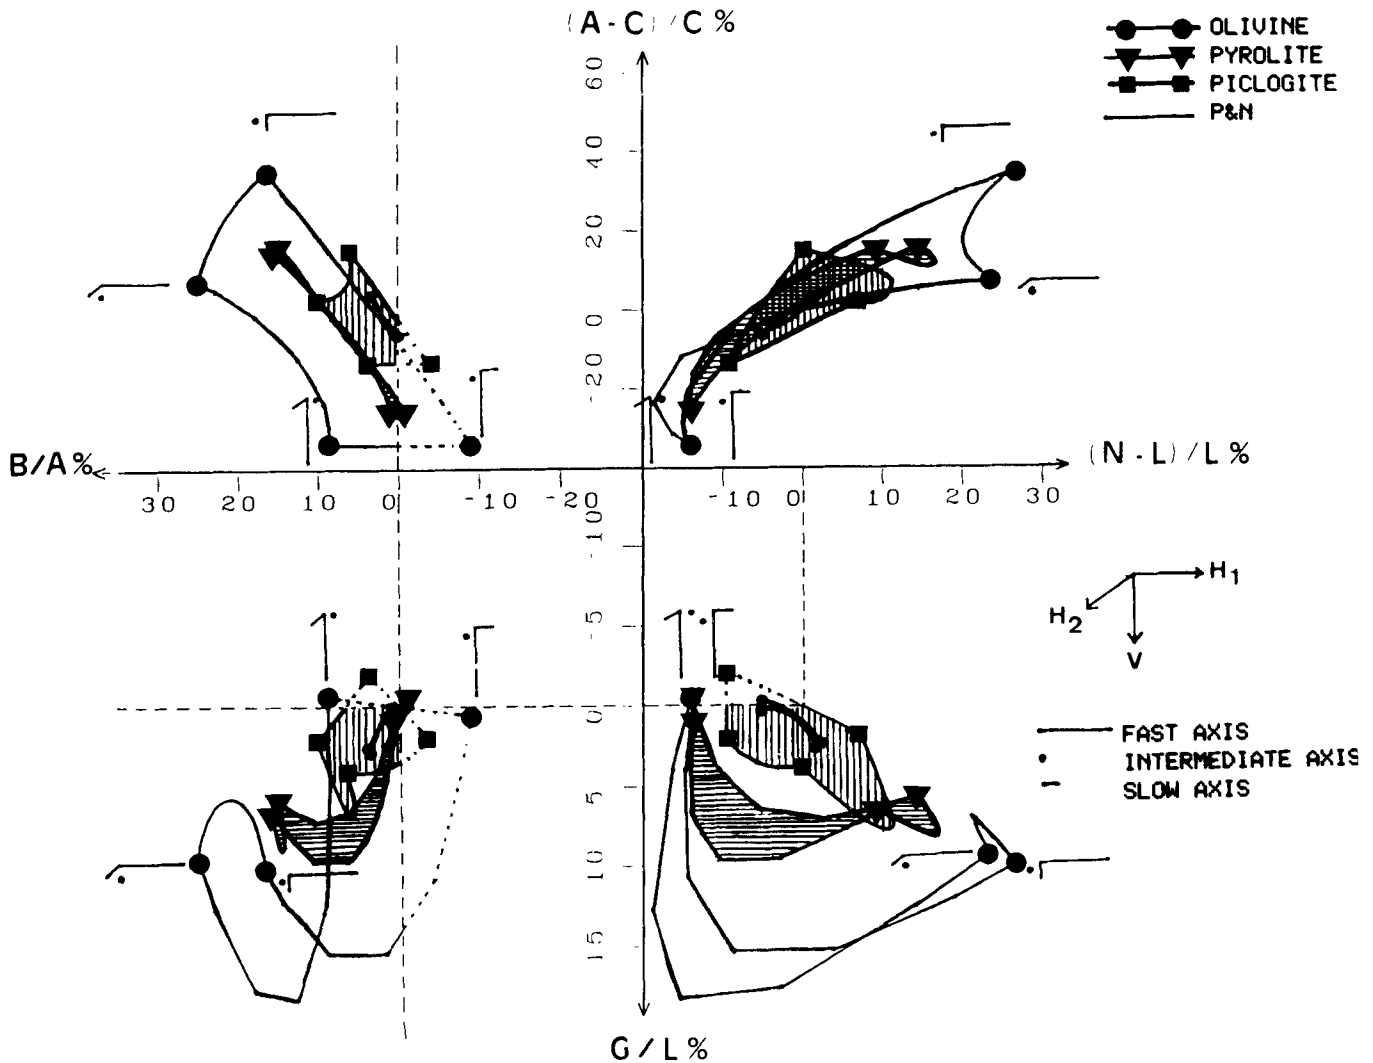 (A-C)/C%
OLIVINE
PYROLITE
PICLOGITE
P&N
60
40
20
0
-20
B/A%
(N-L)/L%
30 20 10 0 -10 -20
-10 0 10 20 30
-10
-5
0
5
10
15
H1
H2
V
FAST AXIS
INTERMEDIATE AXIS
SLOW AXIS
G/L%